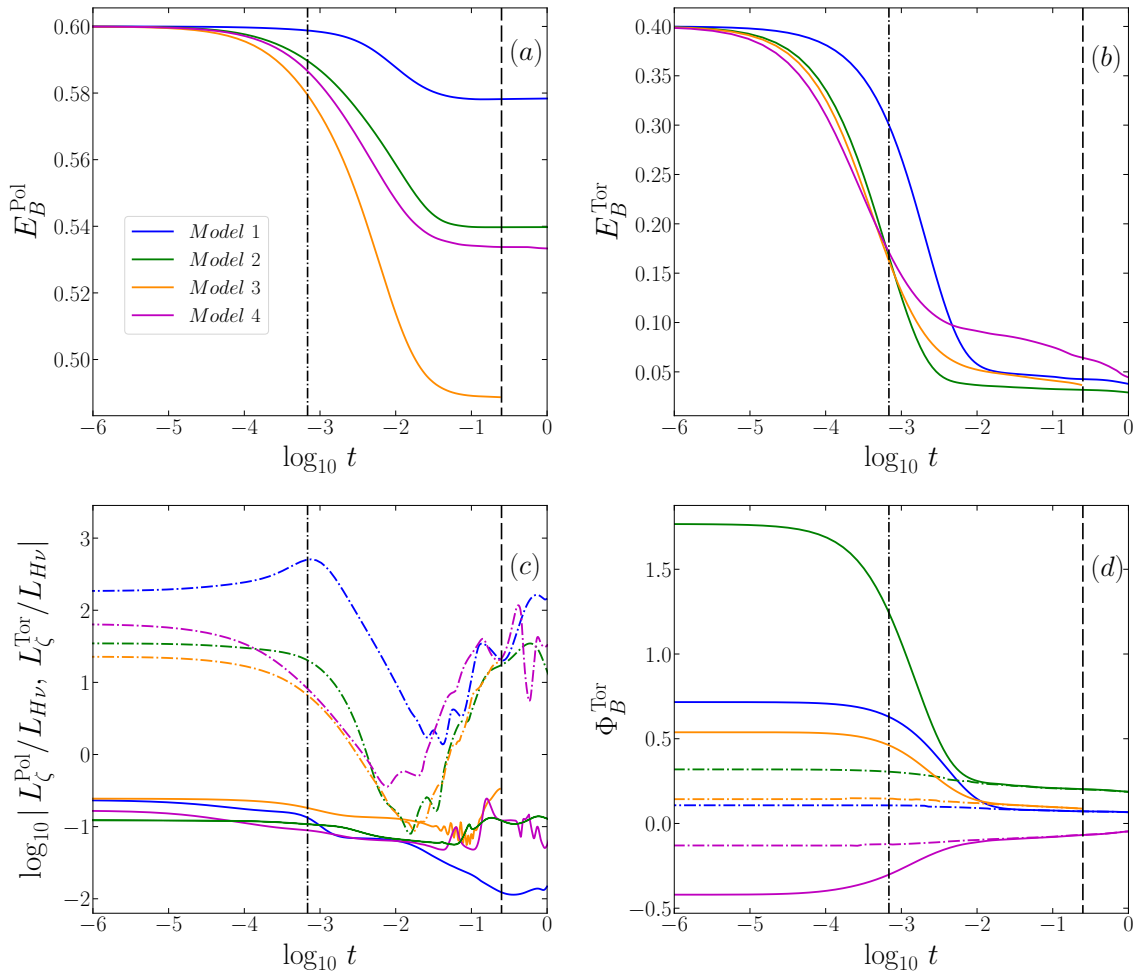 0.60
0.58
0.56
0.54
0.52
0.50
E_B^Pol
(a)
Model 1
Model 2
Model 3
Model 4
−6 −5 −4 −3 −2 −1 0
log₁₀ t
0.40
0.35
0.30
0.25
0.20
0.15
0.10
0.05
E_B^Tor
(b)
−6 −5 −4 −3 −2 −1 0
log₁₀ t
3
2
1
0
−1
−2
log₁₀ | L_ζ^Pol/L_Hν, L_ζ^Tor/L_Hν|
(c)
−6 −5 −4 −3 −2 −1 0
log₁₀ t
1.5
1.0
0.5
0.0
−0.5
Φ_B^Tor
(d)
−6 −5 −4 −3 −2 −1 0
log₁₀ t